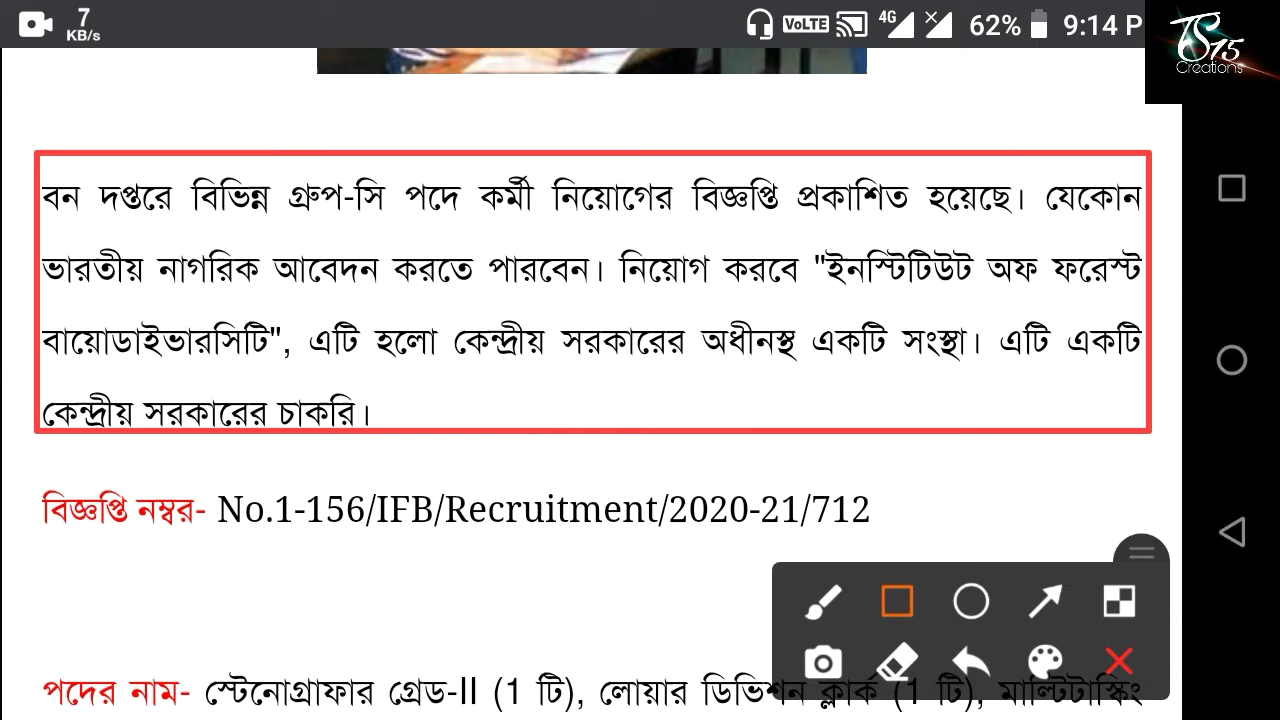 7
KB/s
VoLTE
4G
62%
9:14 P
TS15
Creations
বন দপ্তরে বিভিন্ন গ্রুপ-সি পদে কর্মী নিয়োগের বিজ্ঞপ্তি প্রকাশিত হয়েছে। যেকোন
ভারতীয় নাগরিক আবেদন করতে পারবেন। নিয়োগ করবে "ইনস্টিটিউট অফ ফরেস্ট
বায়োডাইভারসিটি", এটি হলো কেন্দ্রীয় সরকারের অধীনস্থ একটি সংস্থা। এটি একটি
কেন্দ্রীয় সরকারের চাকরি।
বিজ্ঞপ্তি নম্বর- No.1-156/IFB/Recruitment/2020-21/712
পদের নাম- স্টেনোগ্রাফার গ্রেড-II (1 টি), লোয়ার ডিভিশন ক্লার্ক (1 টি), মাল্টিটাস্কিং